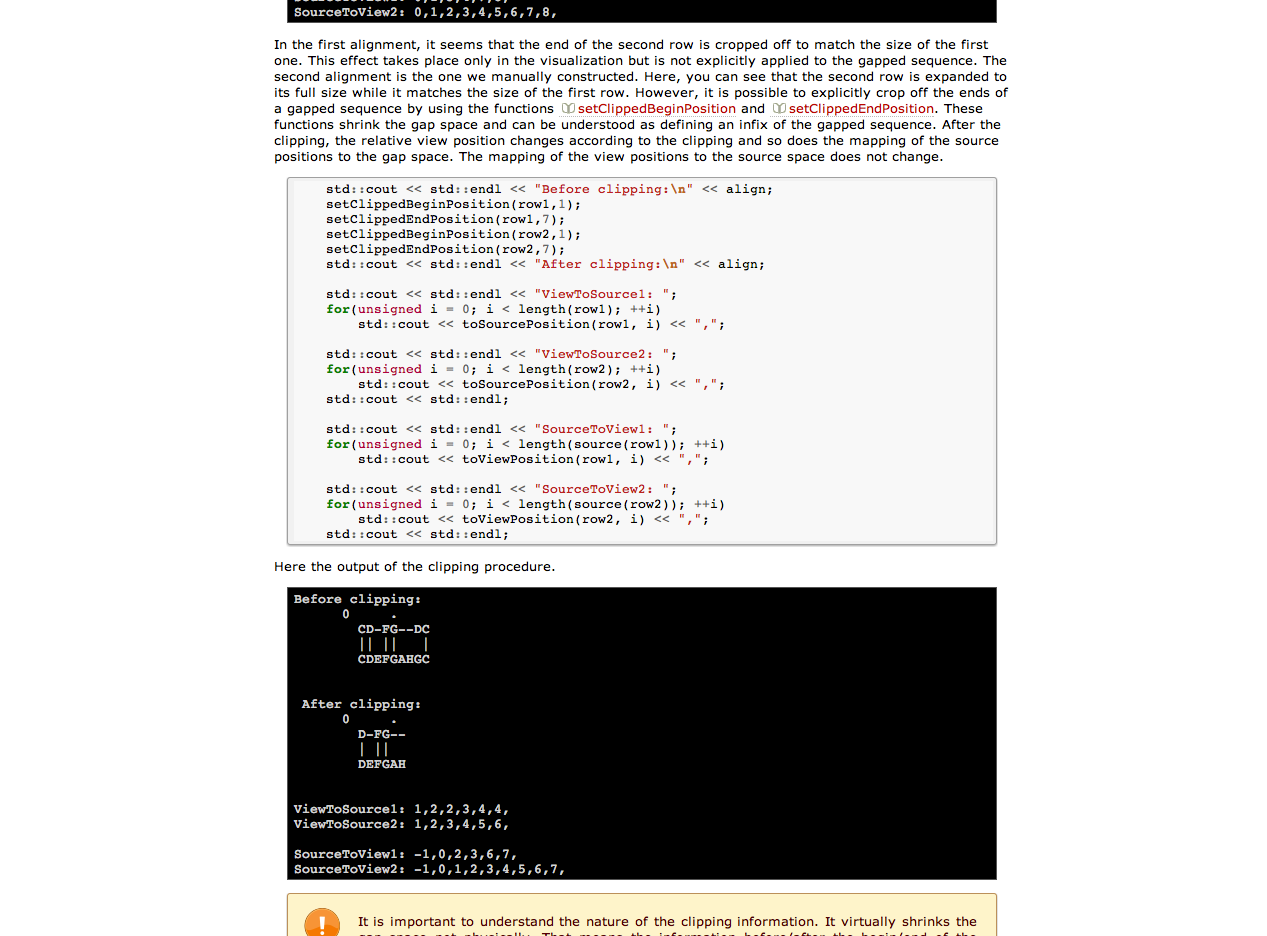 SourceToView2: 0,1,2,3,4,5,6,7,8,
In the first alignment, it seems that the end of the second row is cropped off to match the size of the first
one. This effect takes place only in the visualization but is not explicitly applied to the gapped sequence. The
second alignment is the one we manually constructed. Here, you can see that the second row is expanded to
its full size while it matches the size of the first row. However, it is possible to explicitly crop off the ends of
a gapped sequence by using the functions setClippedBeginPosition and setClippedEndPosition. These
functions shrink the gap space and can be understood as defining an infix of the gapped sequence. After the
clipping, the relative view position changes according to the clipping and so does the mapping of the source
positions to the gap space. The mapping of the view positions to the source space does not change.
std::cout << std::endl << "Before clipping:\n" << align;
setClippedBeginPosition(row1,1);
setClippedEndPosition(row1,7);
setClippedBeginPosition(row2,1);
setClippedEndPosition(row2,7);
std::cout << std::endl << "After clipping:\n" << align;
std::cout << std::endl << "ViewToSource1: ";
for(unsigned i = 0; i < length(row1); ++i)
std::cout << toSourcePosition(row1, i) << ",";
std::cout << std::endl << "ViewToSource2: ";
for(unsigned i = 0; i < length(row2); ++i)
std::cout << toSourcePosition(row2, i) << ",";
std::cout << std::endl;
std::cout << std::endl << "SourceToView1: ";
for(unsigned i = 0; i < length(source(row1)); ++i)
std::cout << toViewPosition(row1, i) << ",";
std::cout << std::endl << "SourceToView2: ";
for(unsigned i = 0; i < length(source(row2)); ++i)
std::cout << toViewPosition(row2, i) << ",";
std::cout << std::endl;
Here the output of the clipping procedure.
Before clipping:
0     .
CD-FG--DC
|| ||   |
CDEFGAHGC
After clipping:
0     .
D-FG--
| ||
DEFGAH
ViewToSource1: 1,2,2,3,4,4,
ViewToSource2: 1,2,3,4,5,6,
SourceToView1: -1,0,2,3,6,7,
SourceToView2: -1,0,1,2,3,4,5,6,7,
It is important to understand the nature of the clipping information. It virtually shrinks the